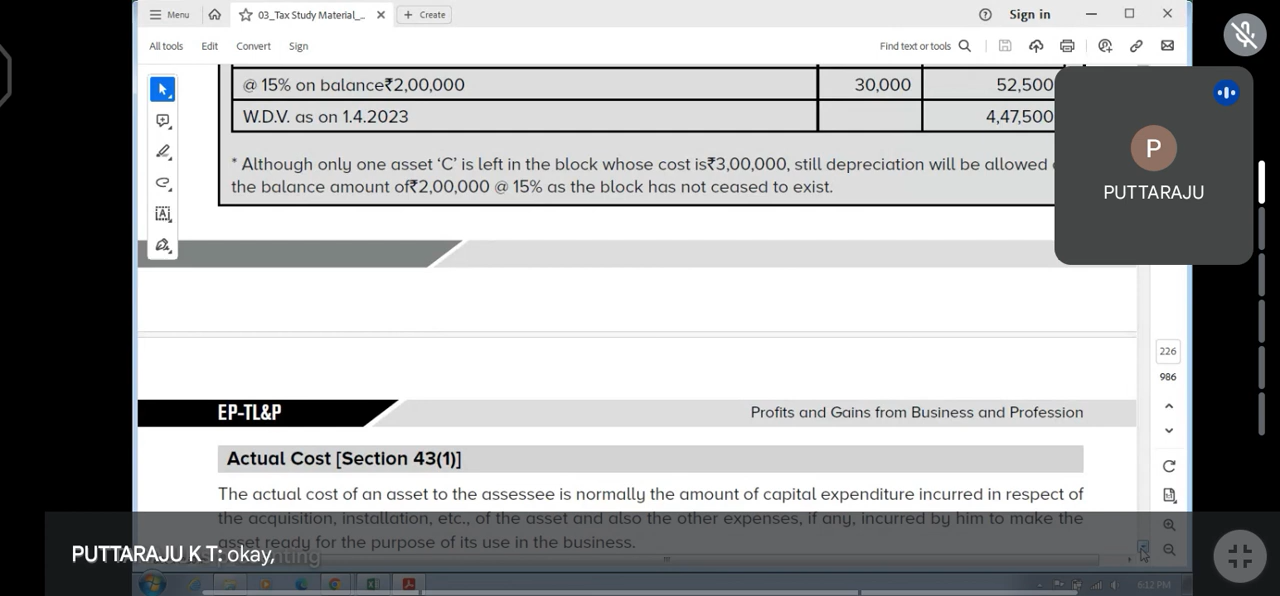 Menu
03_Tax Study Material_...
Create
Sign in
All tools
Edit
Convert
Sign
Find text or tools
@ 15% on balance₹2,00,000 30,000 52,500
W.D.V. as on 1.4.2023 4,47,500
* Although only one asset ‘C’ is left in the block whose cost is₹3,00,000, still depreciation will be allowed
the balance amount of₹2,00,000 @ 15% as the block has not ceased to exist.
P
PUTTARAJU
226
986
EP-TL&P
Profits and Gains from Business and Profession
Actual Cost [Section 43(1)]
The actual cost of an asset to the assessee is normally the amount of capital expenditure incurred in respect of
the acquisition, installation, etc., of the asset and also the other expenses, if any, incurred by him to make the
asset ready for the purpose of its use in the business.
PUTTARAJU K T: okay,
6:12 PM